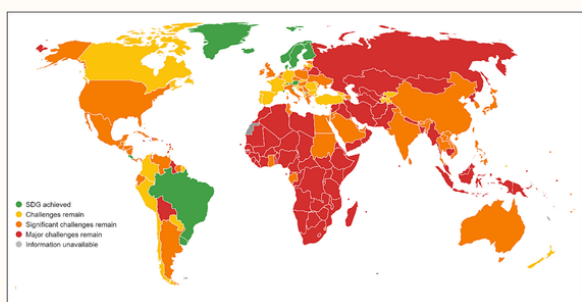 SDG achieved
Challenges remain
Significant challenges remain
Major challenges remain
Information unavailable